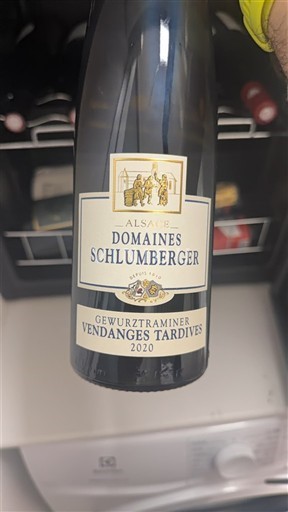 ALSACE
DOMAINES
SCHLUMBERGER
DEPUIS 1810
GEWURZTRAMINER
VENDANGES TARDIVES
2020